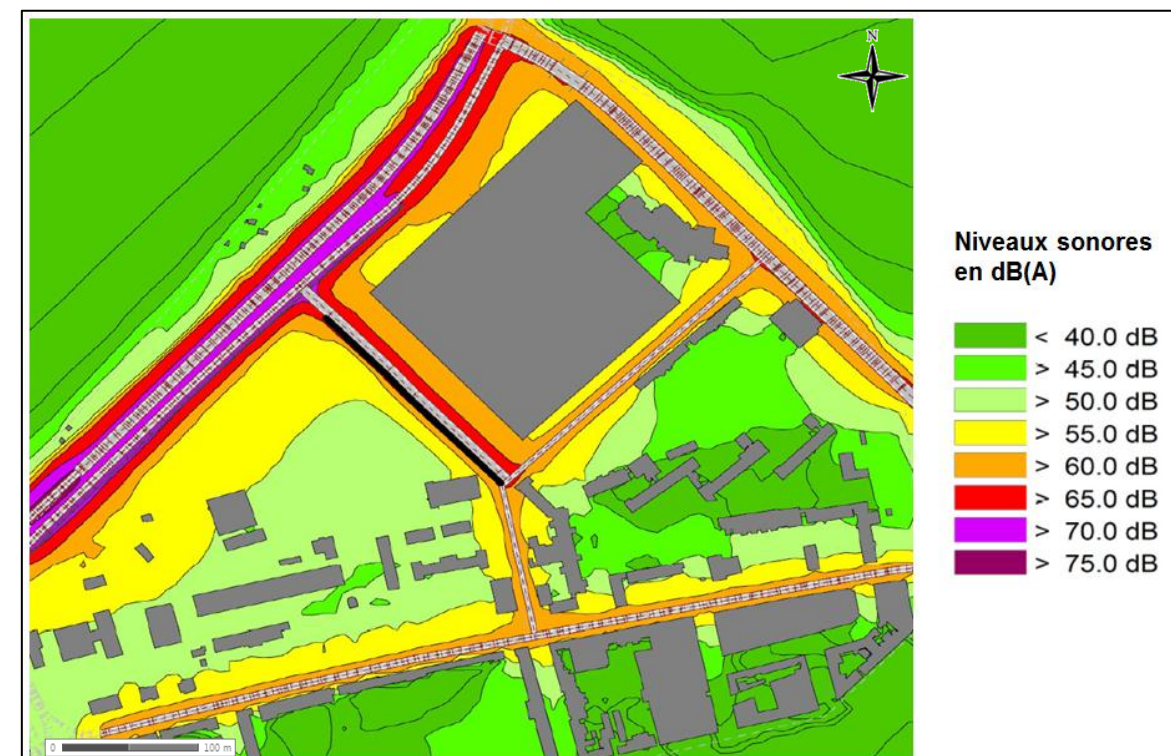 N
Niveaux sonores
en dB(A)
< 40.0 dB
> 45.0 dB
> 50.0 dB
> 55.0 dB
> 60.0 dB
> 65.0 dB
> 70.0 dB
> 75.0 dB
0 100 m